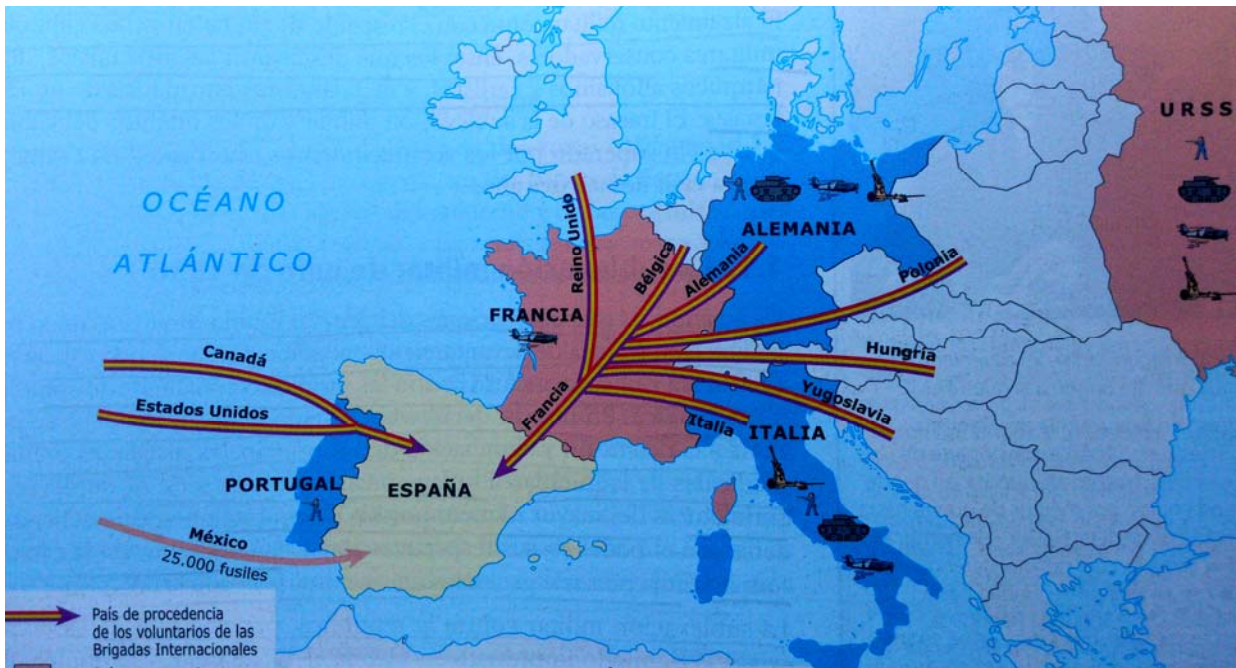 URSS
OCÉANO
ATLÁNTICO
ALEMANIA
Reino Unido
Bélgica
Alemania
Polonia
FRANCIA
Canadá
Hungría
Estados Unidos
Francia
Yugoslavia
Italia
ITALIA
PORTUGAL
ESPAÑA
México
25.000 fusiles
País de procedencia
de los voluntarios de las
Brigadas Internacionales